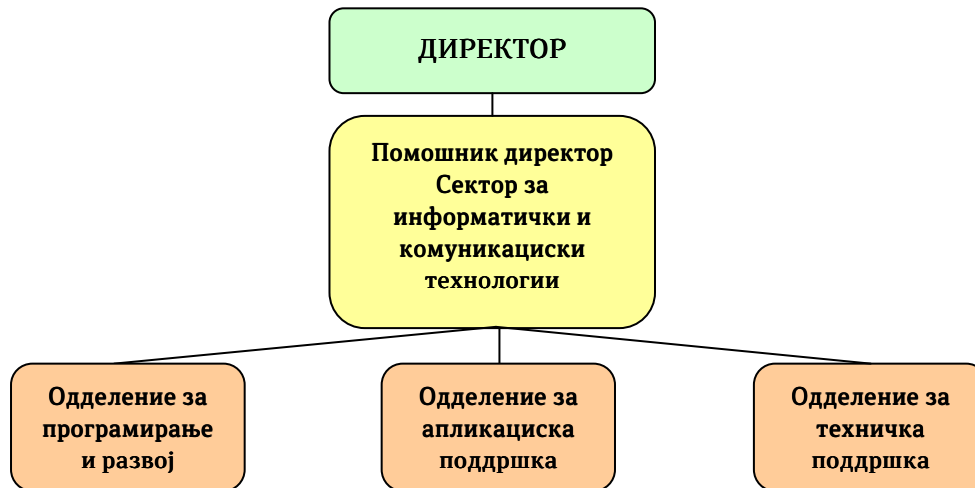 ДИРЕКТОР
Помошник директор
Сектор за
информатички и
комуникациски
технологии
Одделение за
програмирање
и развој
Одделение за
апликациска
поддршка
Одделение за
техничка
поддршка